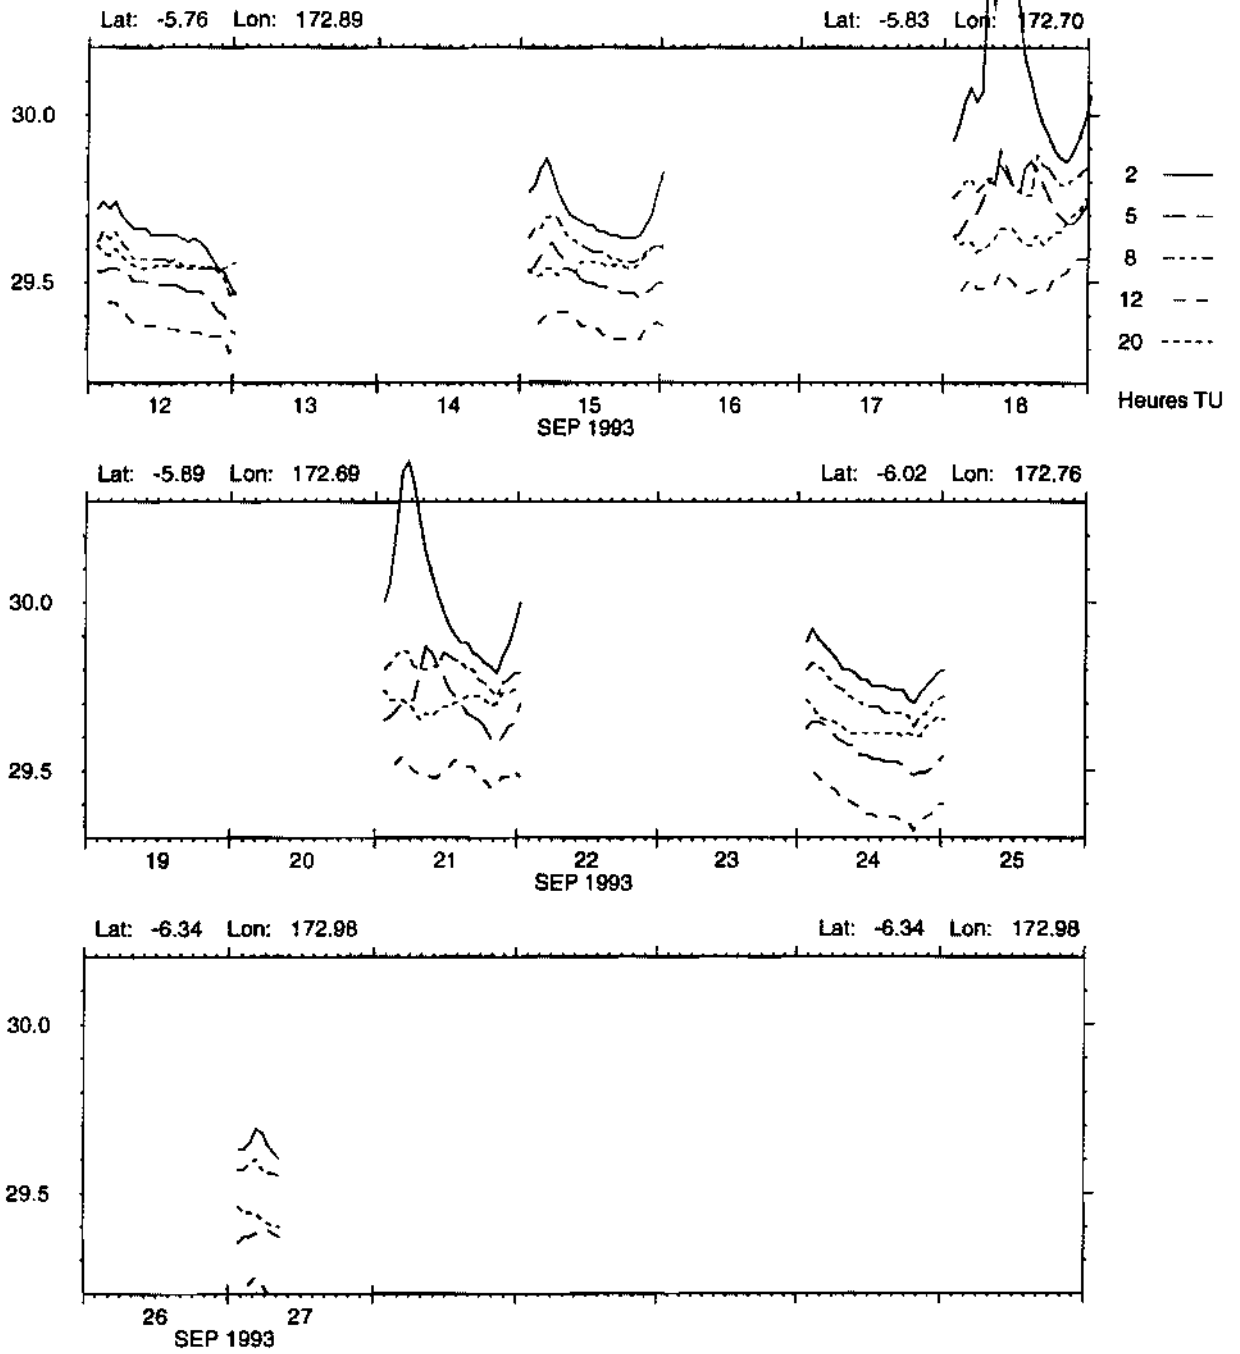 Lat: -5.76 Lon: 172.89 Lat: -5.83 Lon: 172.70
30.0
29.5
2
5
8
12
20
12 13 14 15 16 17 18 Heures TU
SEP 1993
Lat: -5.89 Lon: 172.69 Lat: -6.02 Lon: 172.76
30.0
29.5
19 20 21 22 23 24 25
SEP 1993
Lat: -6.34 Lon: 172.98 Lat: -6.34 Lon: 172.98
30.0
29.5
26 27
SEP 1993